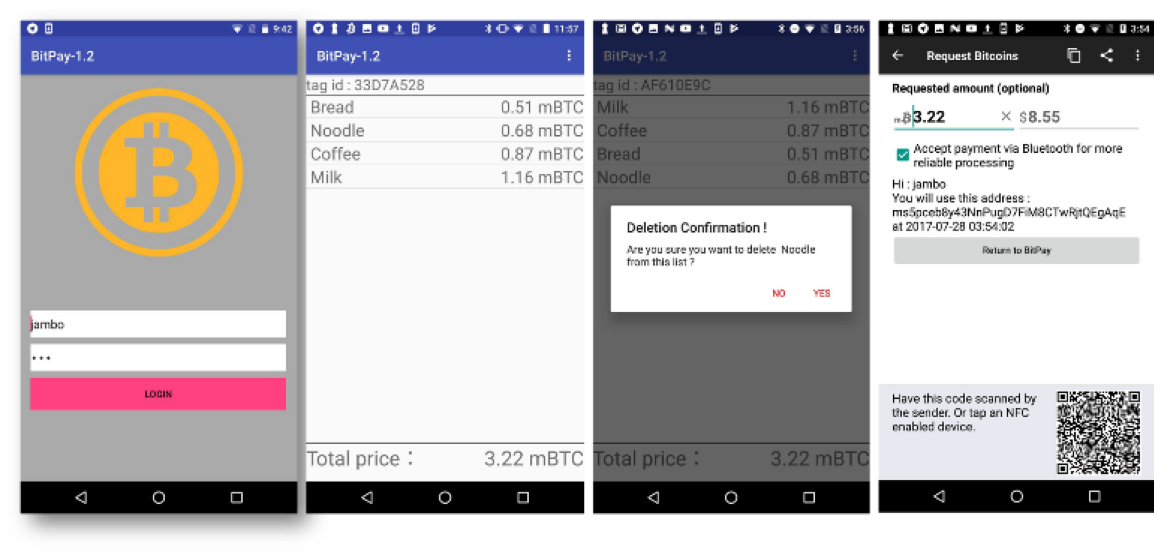 9:42
BitPay-1.2
jambo
•••
LOGIN
11:57
BitPay-1.2
tag id : 33D7A528
Bread 0.51 mBTC
Noodle 0.68 mBTC
Coffee 0.87 mBTC
Milk 1.16 mBTC
Total price : 3.22 mBTC
3:56
BitPay-1.2
tag id : AF610E9C
Milk 1.16 mBTC
Coffee 0.87 mBTC
Bread 0.51 mBTC
Noodle 0.68 mBTC
Deletion Confirmation !
Are you sure you want to delete Noodle
from this list ?
NO YES
Total price : 3.22 mBTC
3:54
Request Bitcoins
Requested amount (optional)
m฿3.22 × $8.55
Accept payment via Bluetooth for more
reliable processing
Hi : jambo
You will use this address :
ms5pceb8y43NnPugD7FiM8CTwRjtQEgAqE
at 2017-07-28 03:54:02
Return to BitPay
Have this code scanned by
the sender. Or tap an NFC
enabled device.